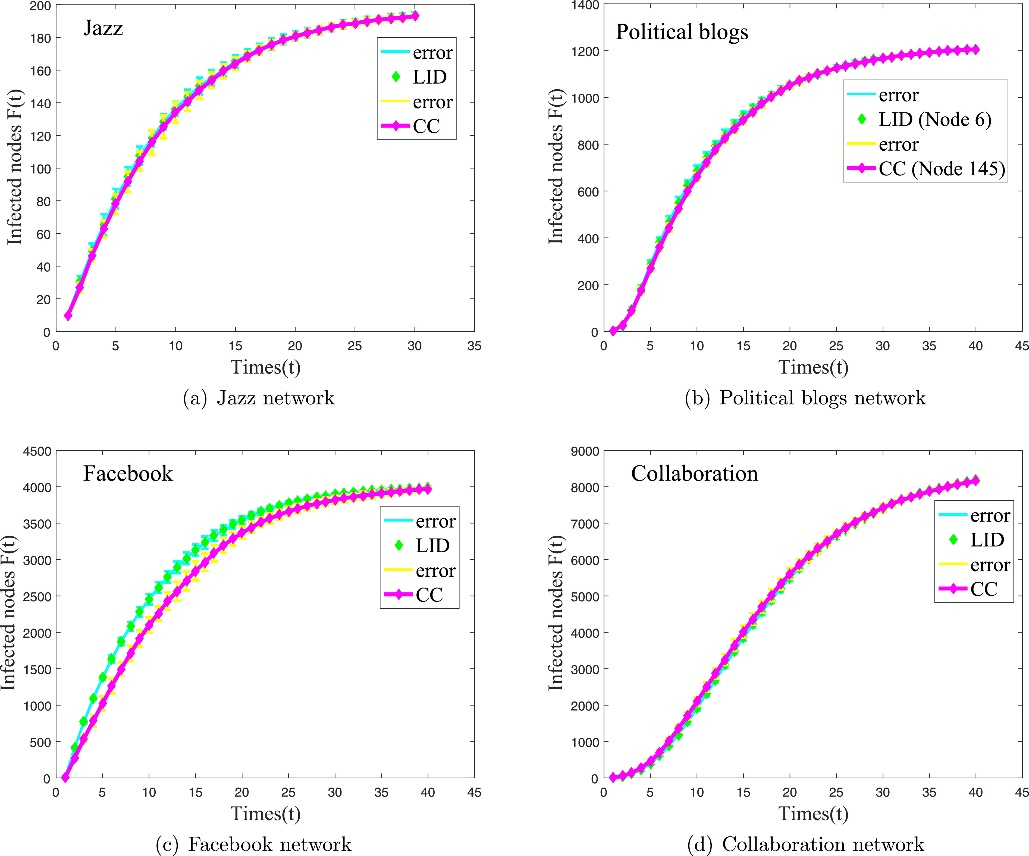 200
180
160
140
120
100
80
60
40
20
0
Infected nodes F(t)
Jazz
error
LID
error
CC
0 5 10 15 20 25 30 35
Times(t)
(a) Jazz network
1400
1200
1000
800
600
400
200
0
Infected nodes F(t)
Political blogs
error
LID (Node 6)
error
CC (Node 145)
0 5 10 15 20 25 30 35 40 45
Times(t)
(b) Political blogs network
4500
4000
3500
3000
2500
2000
1500
1000
500
0
Infected nodes F(t)
Facebook
error
LID
error
CC
0 5 10 15 20 25 30 35 40 45
Times(t)
(c) Facebook network
9000
8000
7000
6000
5000
4000
3000
2000
1000
0
Infected nodes F(t)
Collaboration
error
LID
error
CC
0 5 10 15 20 25 30 35 40 45
Times(t)
(d) Collaboration network